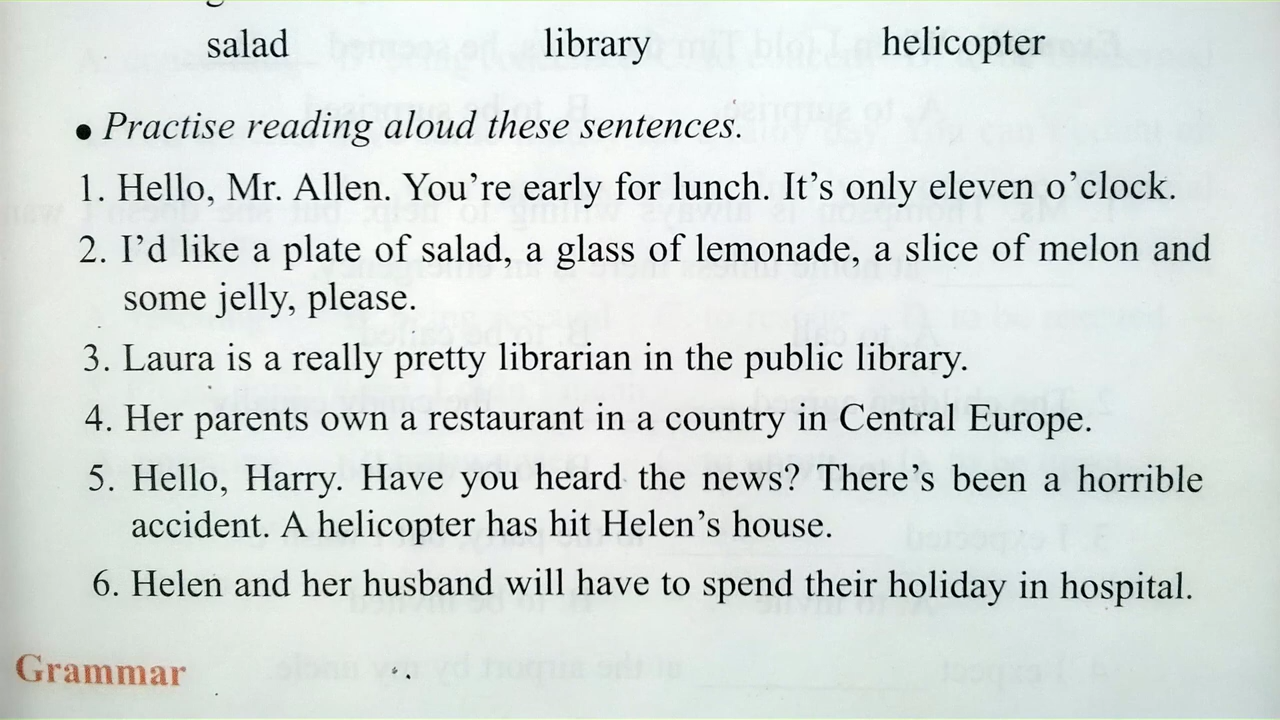 salad library helicopter
• Practise reading aloud these sentences.
1. Hello, Mr. Allen. You're early for lunch. It's only eleven o'clock.
2. I'd like a plate of salad, a glass of lemonade, a slice of melon and
some jelly, please.
3. Laura is a really pretty librarian in the public library.
4. Her parents own a restaurant in a country in Central Europe.
5. Hello, Harry. Have you heard the news? There's been a horrible
accident. A helicopter has hit Helen's house.
6. Helen and her husband will have to spend their holiday in hospital.
Grammar